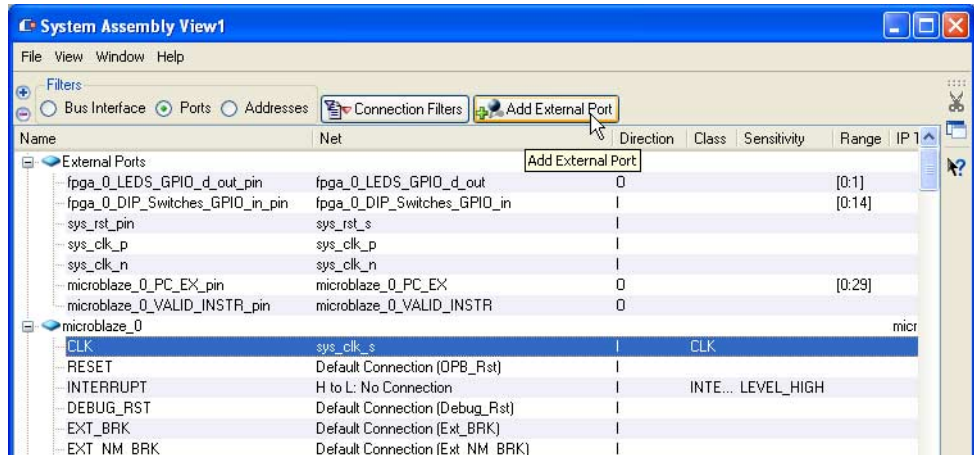 System Assembly View1
File View Window Help
Filters
Bus Interface Ports Addresses Connection Filters Add External Port
Name Net Direction Class Sensitivity Range IP
Add External Port
External Ports
fpga_0_LEDS_GPIO_d_out_pin fpga_0_LEDS_GPIO_d_out O [0:1]
fpga_0_DIP_Switches_GPIO_in_pin fpga_0_DIP_Switches_GPIO_in I [0:14]
sys_rst_pin sys_rst_s I
sys_clk_p sys_clk_p I
sys_clk_n sys_clk_n I
microblaze_0_PC_EX_pin microblaze_0_PC_EX O [0:29]
microblaze_0_VALID_INSTR_pin microblaze_0_VALID_INSTR O
microblaze_0 micr
CLK sys_clk_s I CLK
RESET Default Connection (OPB_Rst) I
INTERRUPT H to L: No Connection I INTE... LEVEL_HIGH
DEBUG_RST Default Connection (Debug_Rst) I
EXT_BRK Default Connection (Ext_BRK) I
EXT_NM_BRK Default Connection (Ext_NM_BRK) I